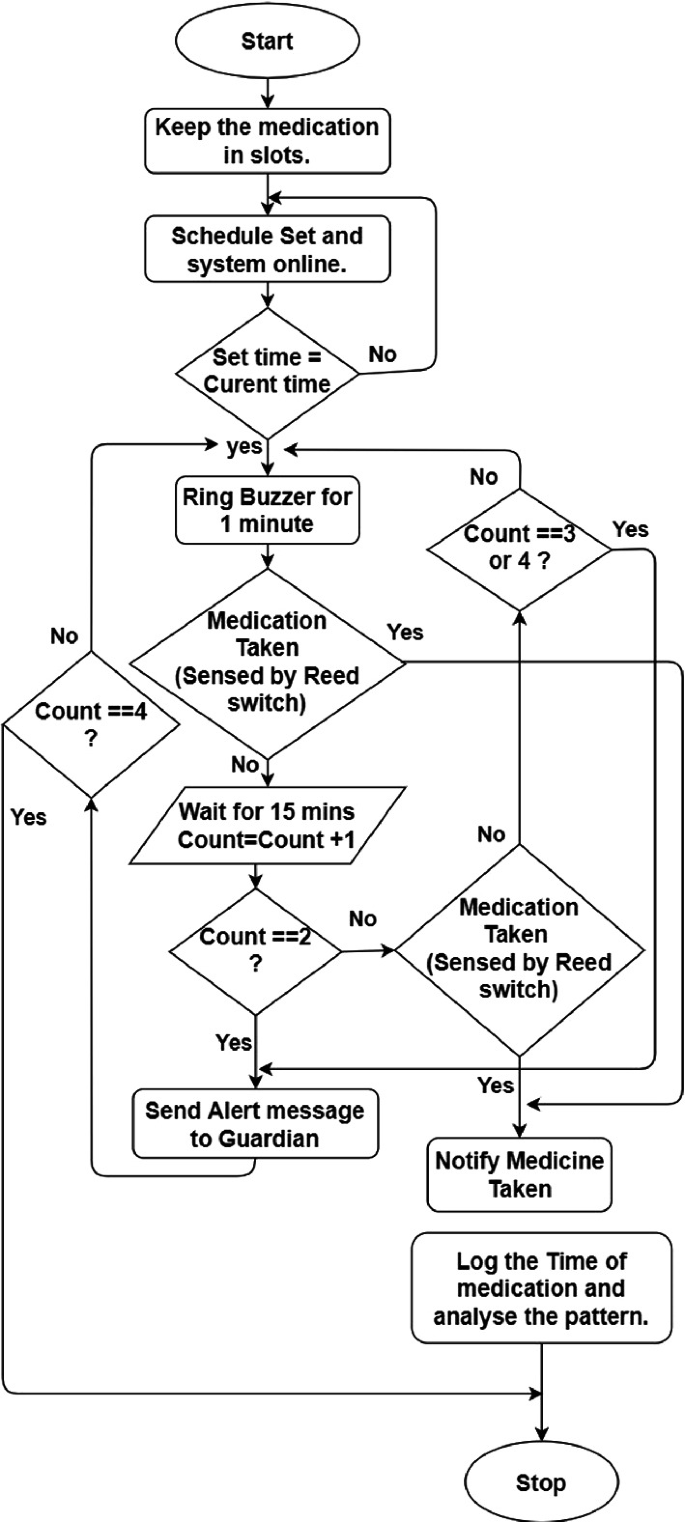 Start
Keep the medication
in slots.
Schedule Set and
system online.
Set time =
Curent time
No
yes
Ring Buzzer for
1 minute
No
Count ==3
or 4 ?
Yes
Medication
Taken
(Sensed by Reed
switch)
Yes
No
Count ==4
?
Yes
No
Wait for 15 mins
Count=Count +1
No
Count ==2
?
No
Medication
Taken
(Sensed by Reed
switch)
Yes
Yes
Send Alert message
to Guardian
Notify Medicine
Taken
Log the Time of
medication and
analyse the pattern.
Stop